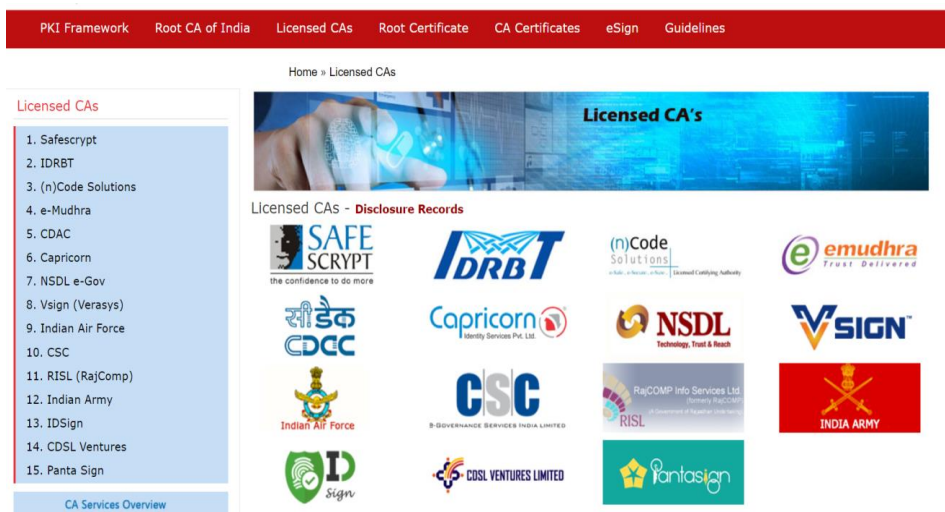 PKI Framework Root CA of India Licensed CAs Root Certificate CA Certificates eSign Guidelines
Home » Licensed CAs
Licensed CAs
1. Safescrypt
2. IDRBT
3. (n)Code Solutions
4. e-Mudhra
5. CDAC
6. Capricorn
7. NSDL e-Gov
8. Vsign (Verasys)
9. Indian Air Force
10. CSC
11. RISL (RajComp)
12. Indian Army
13. IDSign
14. CDSL Ventures
15. Panta Sign
CA Services Overview
Licensed CA's
Licensed CAs - Disclosure Records
SAFE
SCRYPT
the confidence to do more
IDRBT
(n)Code
Solutions
Licensed Certifying Authority
e emudhra
Trust Delivered
सी डैक
CDAC
Capricorn
Identity Services Pvt. Ltd.
NSDL
Technology, Trust & Reach
VSIGN™
Indian Air Force
CSC
E-GOVERNANCE SERVICES INDIA LIMITED
RajCOMP Info Services Ltd.
(formerly RajCOMP)
RISL
INDIA ARMY
ID
Sign
CDSL VENTURES LIMITED
Pantasign